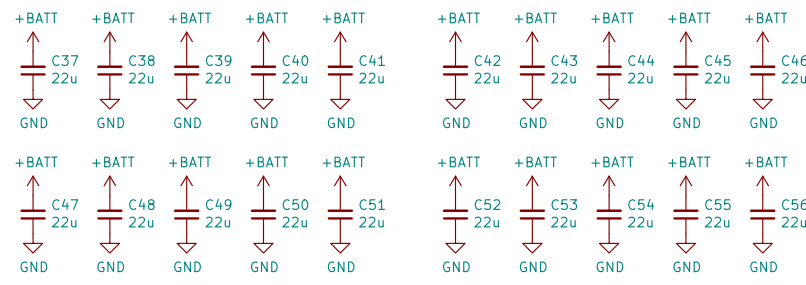 +BATT +BATT +BATT +BATT +BATT +BATT +BATT +BATT +BATT +BATT
C37 C38 C39 C40 C41 C42 C43 C44 C45 C46
22u 22u 22u 22u 22u 22u 22u 22u 22u 22u
GND GND GND GND GND GND GND GND GND GND
+BATT +BATT +BATT +BATT +BATT +BATT +BATT +BATT +BATT +BATT
C47 C48 C49 C50 C51 C52 C53 C54 C55 C56
22u 22u 22u 22u 22u 22u 22u 22u 22u 22u
GND GND GND GND GND GND GND GND GND GND